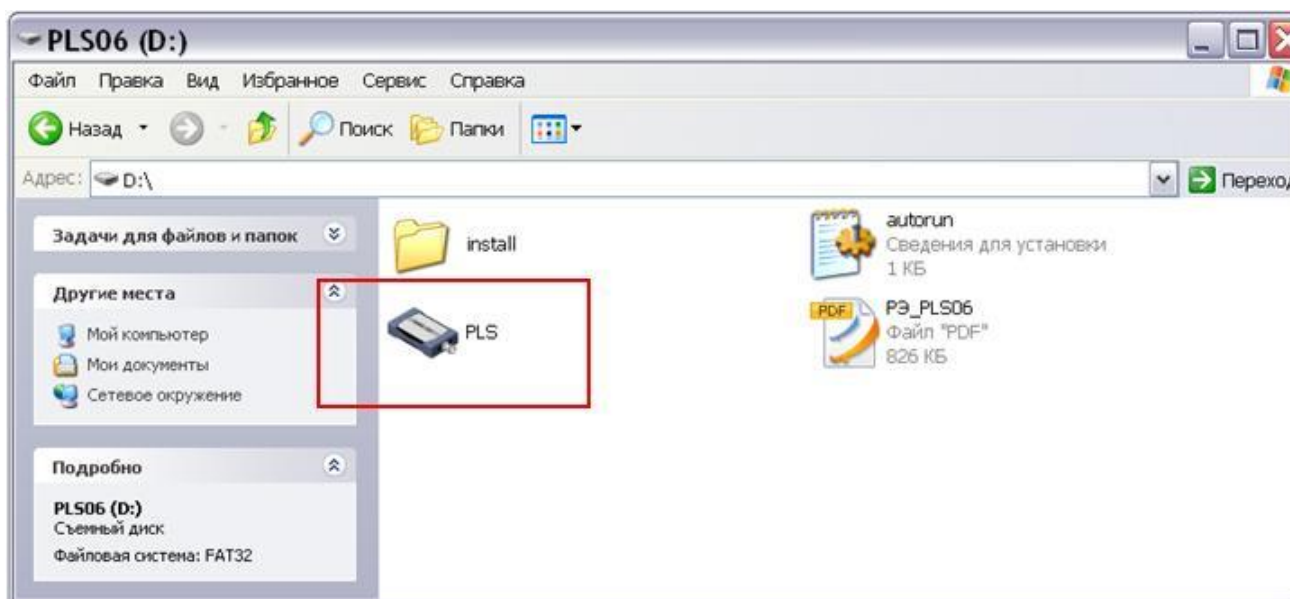 PLS06 (D:)
Файл Правка Вид Избранное Сервис Справка
Назад Поиск Папки
Адрес: D:\ Переход
Задачи для файлов и папок
Другие места
Мой компьютер
Мои документы
Сетевое окружение
Подробно
PLS06 (D:)
Съемный диск
Файловая система: FAT32
install
autorun
Сведения для установки
1 КБ
PLS
PDF
РЭ_PLS06
Файл "PDF"
826 КБ